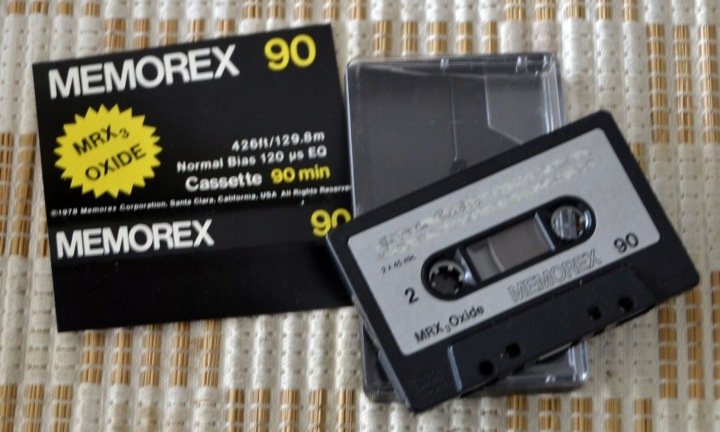 MEMOREX 90
MRX3
OXIDE
426ft/129.8m
Normal Bias 120 µs EQ
Cassette 90 min
©1978 Memorex Corporation, Santa Clara, California, USA All Rights Reserved
MEMOREX 90
2 x 45 min.
2
MEMOREX 90
MRX3 Oxide